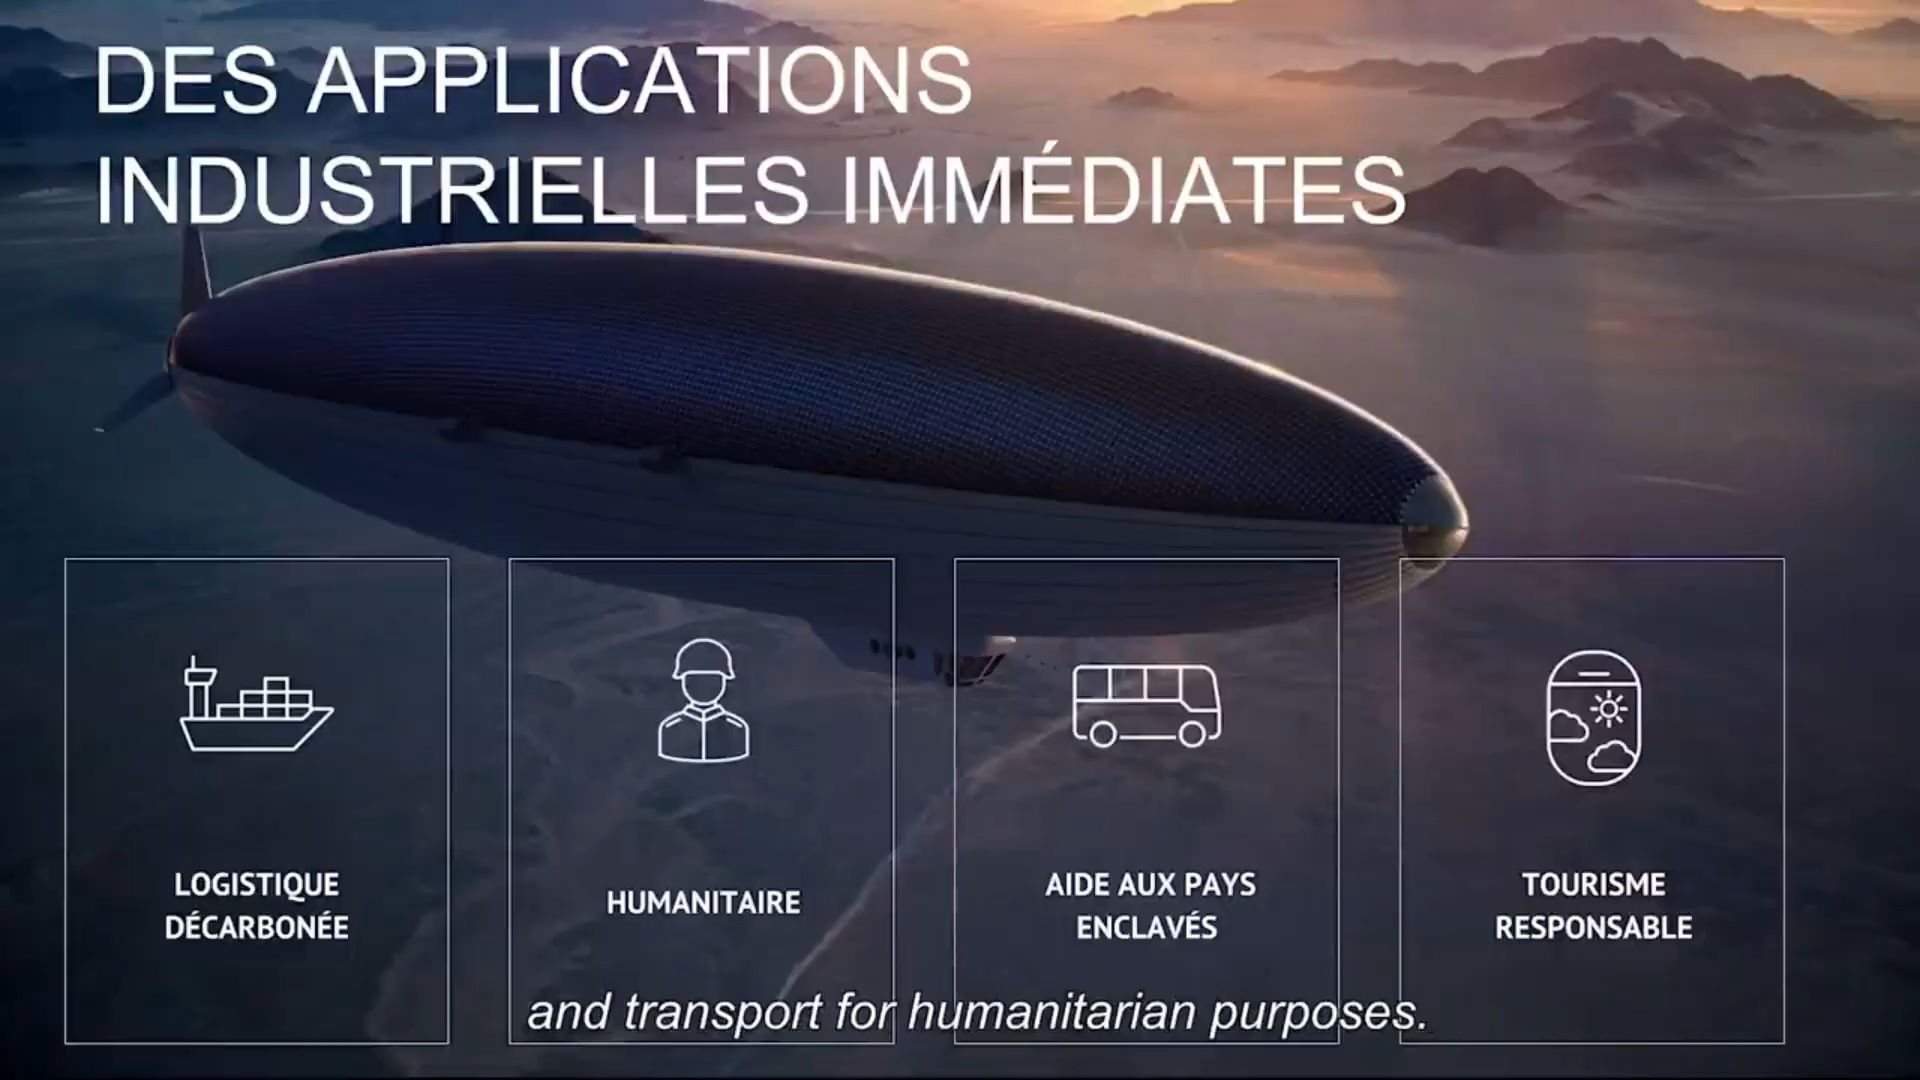 DES APPLICATIONS
INDUSTRIELLES IMMÉDIATES
LOGISTIQUE
DÉCARBONÉE
HUMANITAIRE
AIDE AUX PAYS
ENCLAVÉS
TOURISME
RESPONSABLE
and transport for humanitarian purposes.